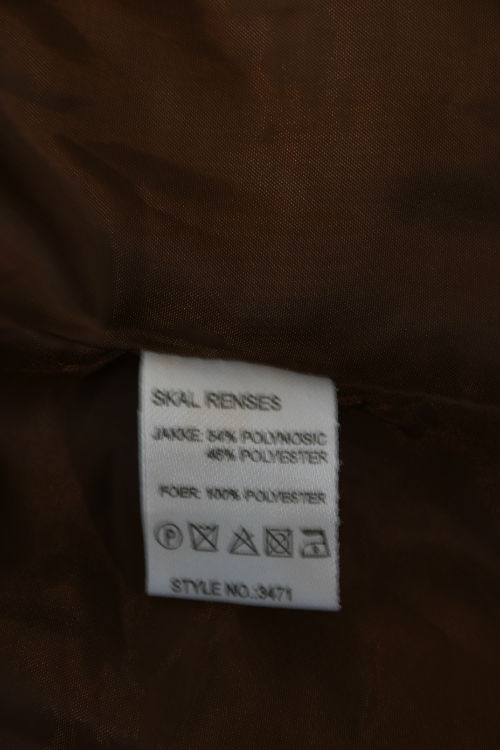 SKAL RENSES
JAKKE: 54% POLYNOSIC
46% POLYESTER
FOER: 100% POLYESTER
P
STYLE NO.:3471